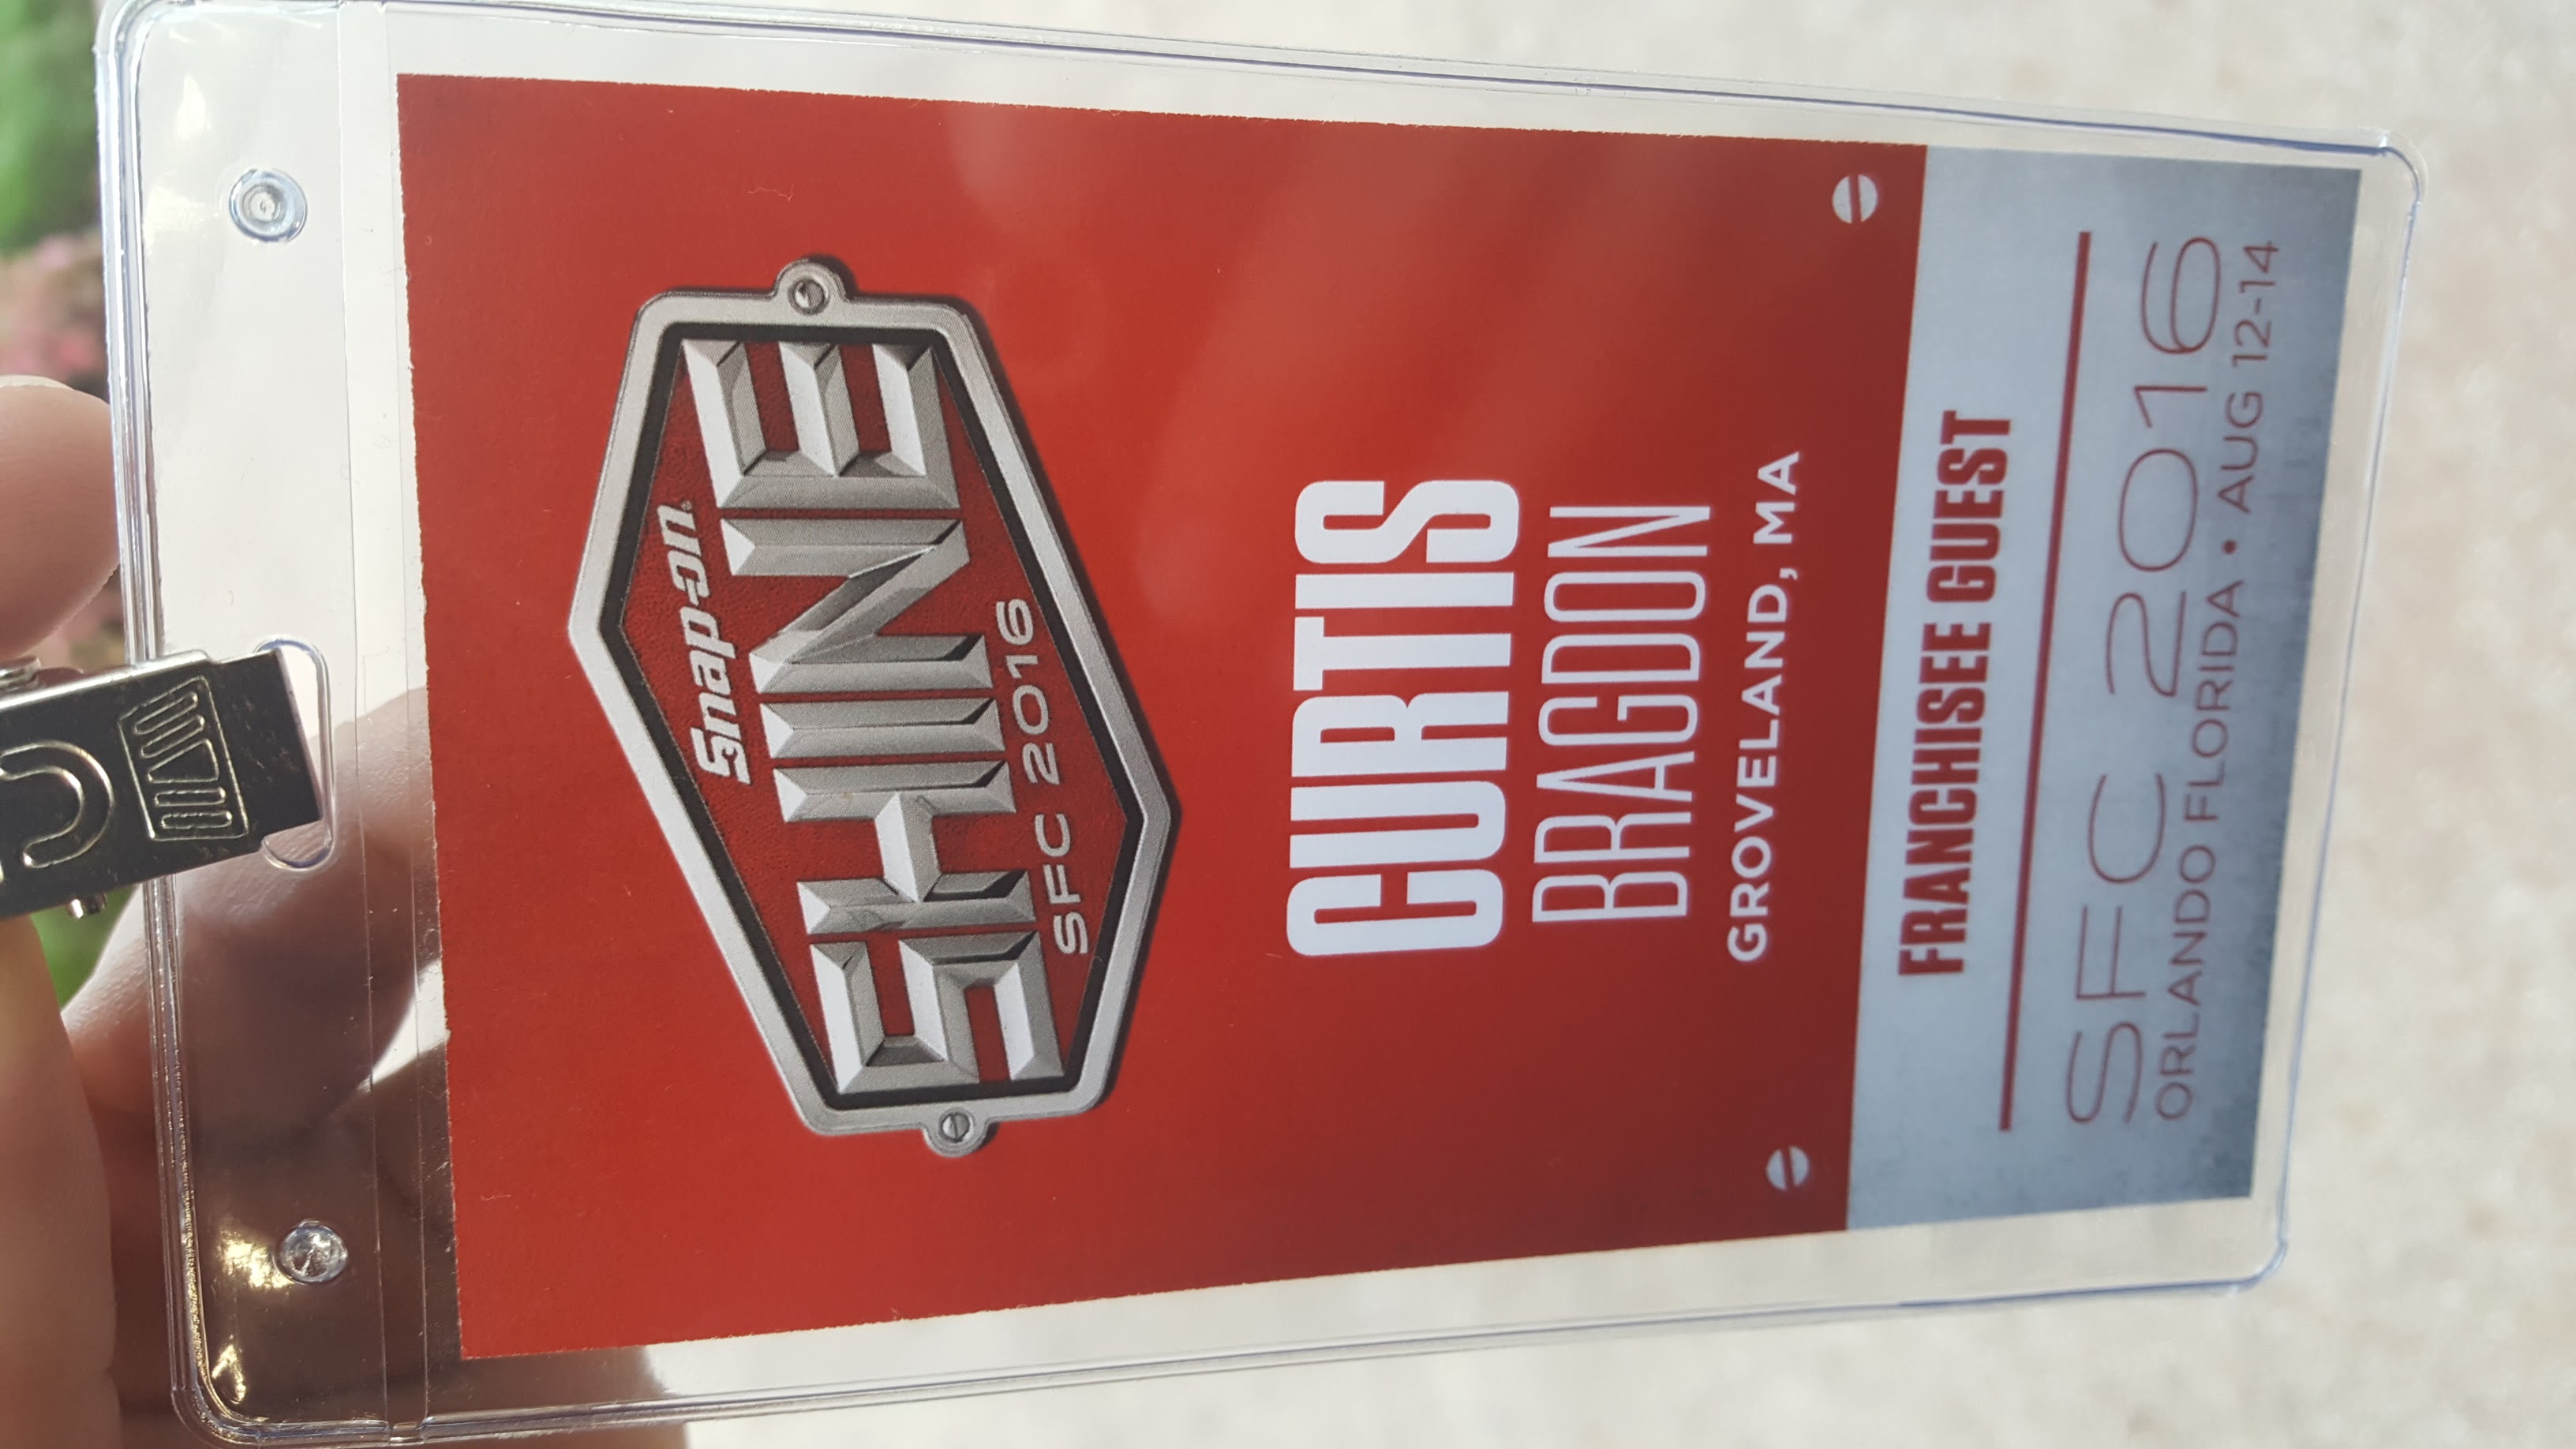 Snap-on
SHINE
SFC 2016
CURTIS
BRAGDON
GROVELAND, MA
FRANCHISEE GUEST
SFC 2016
ORLANDO FLORIDA • AUG 12-14